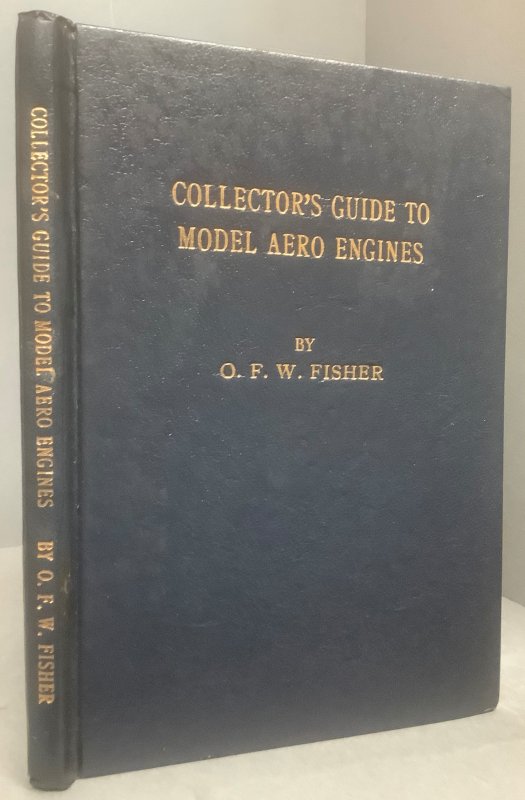 COLLECTOR'S GUIDE TO MODEL AERO ENGINES BY O. F. W. FISHER
COLLECTOR'S GUIDE TO
MODEL AERO ENGINES
BY
O. F. W. FISHER